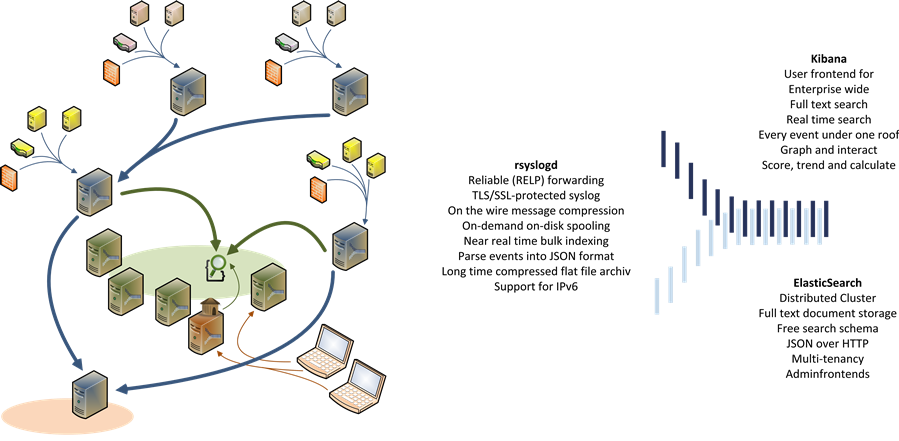 rsyslogd
Reliable (RELP) forwarding
TLS/SSL-protected syslog
On the wire message compression
On-demand on-disk spooling
Near real time bulk indexing
Parse events into JSON format
Long time compressed flat file archiv
Support for IPv6
Kibana
User frontend for
Enterprise wide
Full text search
Real time search
Every event under one roof
Graph and interact
Score, trend and calculate
ElasticSearch
Distributed Cluster
Full text document storage
Free search schema
JSON over HTTP
Multi-tenancy
Adminfrontends